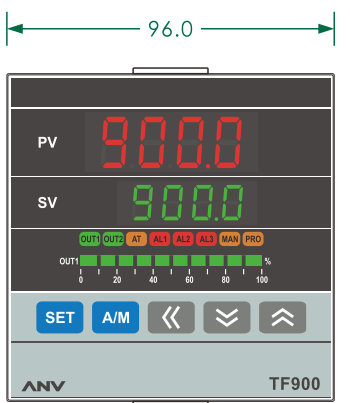 96.0
PV 900.0
SV 900.0
OUT1 OUT2 AT AL1 AL2 AL3 MAN PRO
OUT1 %
0 20 40 60 80 100
SET A/M
ANV TF900